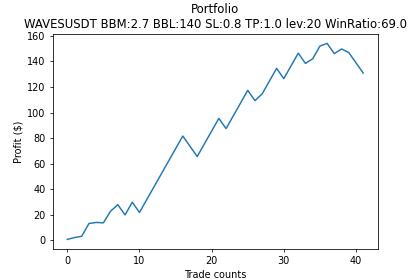 Portfolio
WAVESUSDT BBM:2.7 BBL:140 SL:0.8 TP:1.0 lev:20 WinRatio:69.0
160
140
120
100
80
60
40
20
0
Profit ($)
0 10 20 30 40
Trade counts